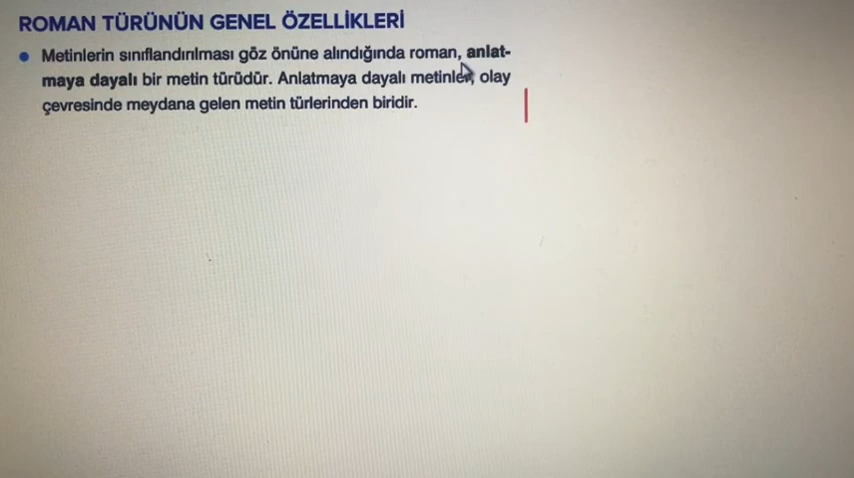 ROMAN TÜRÜNÜN GENEL ÖZELLİKLERİ
Metinlerin sınıflandırılması göz önüne alındığında roman, anlat-
maya dayalı bir metin türüdür. Anlatmaya dayalı metinler, olay
çevresinde meydana gelen metin türlerinden biridir.